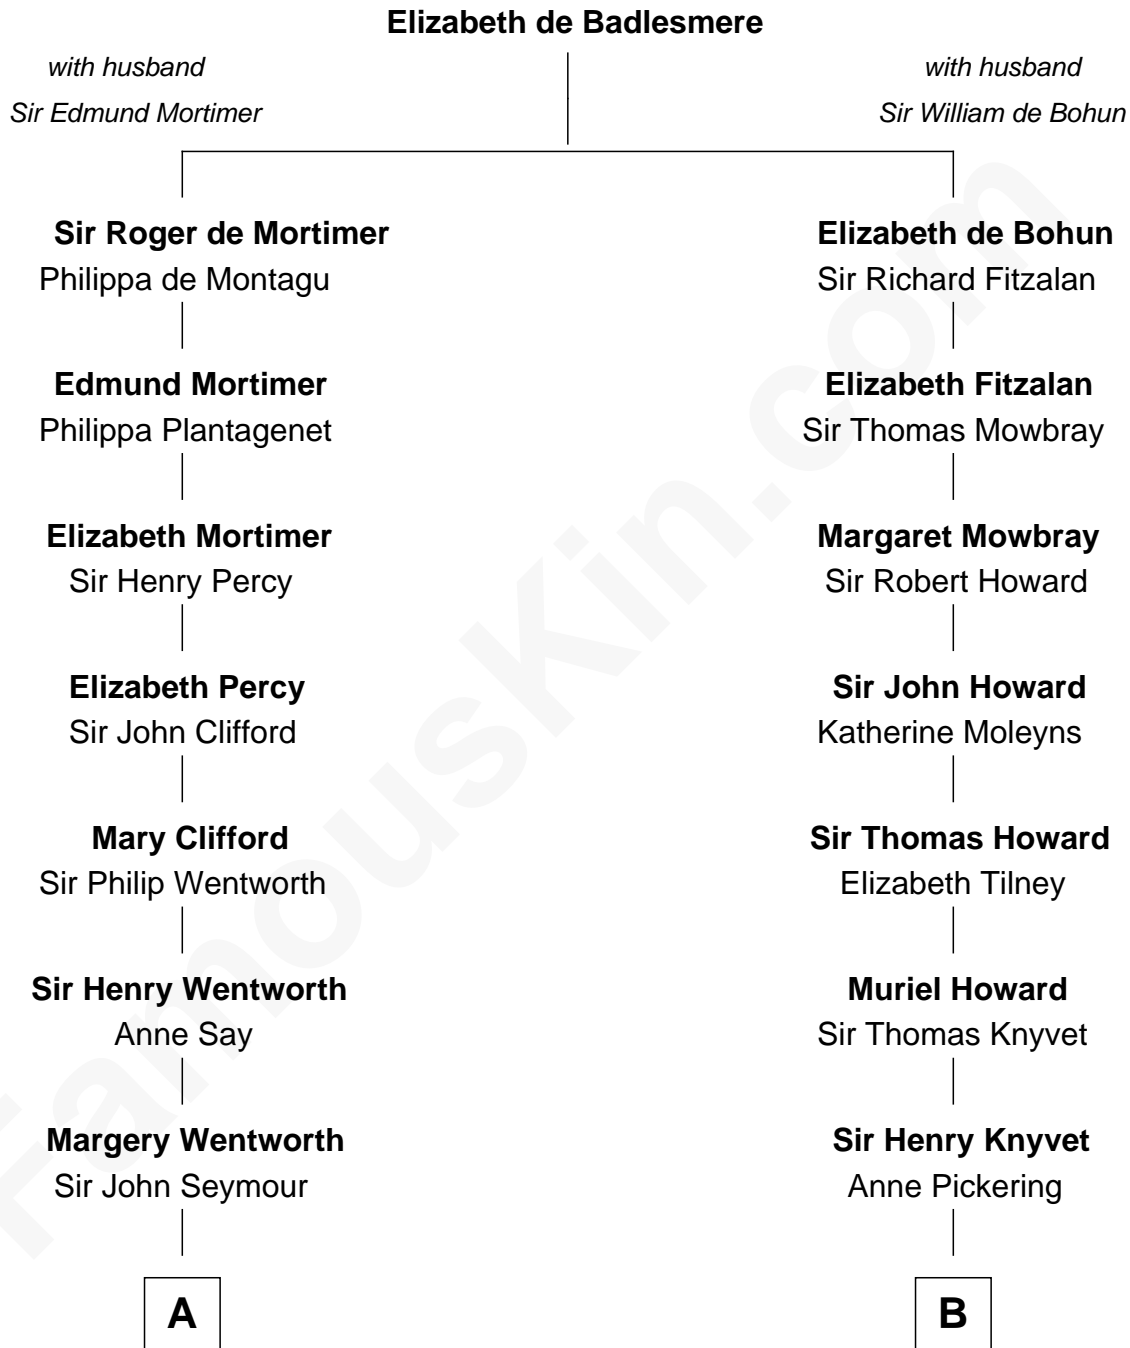 Elizabeth de Badlesmere
with husband
Sir Edmund Mortimer
with husband
Sir William de Bohun
Sir Roger de Mortimer
Philippa de Montagu
Elizabeth de Bohun
Sir Richard Fitzalan
Edmund Mortimer
Philippa Plantagenet
Elizabeth Fitzalan
Sir Thomas Mowbray
Elizabeth Mortimer
Sir Henry Percy
Margaret Mowbray
Sir Robert Howard
Elizabeth Percy
Sir John Clifford
Sir John Howard
Katherine Moleyns
Mary Clifford
Sir Philip Wentworth
Sir Thomas Howard
Elizabeth Tilney
Sir Henry Wentworth
Anne Say
Muriel Howard
Sir Thomas Knyvet
Margery Wentworth
Sir John Seymour
Sir Henry Knyvet
Anne Pickering
A
B
FamousKin.com